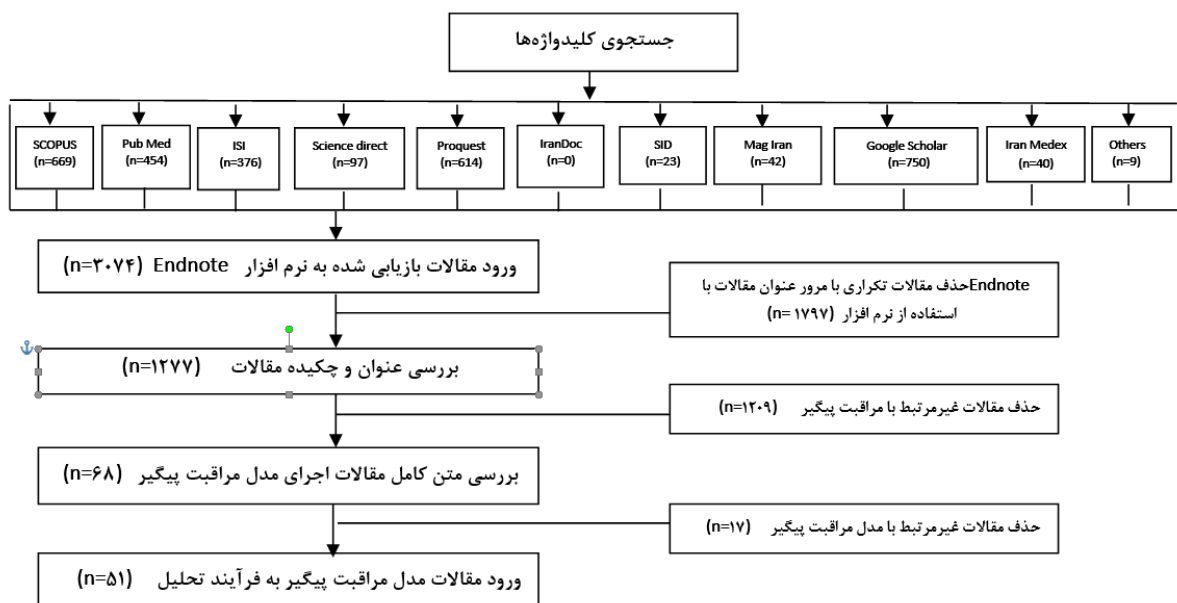 جستجوی کلیدواژه‌ها
SCOPUS
(n=669)
Pub Med
(n=454)
ISI
(n=376)
Science direct
(n=97)
Proquest
(n=614)
IranDoc
(n=0)
SID
(n=23)
Mag Iran
(n=42)
Google Scholar
(n=750)
Iran Medex
(n=40)
Others
(n=9)
ورود مقالات بازیابی شده به نرم افزار Endnote (n=۳۰۷۴)
Endnoteحذف مقالات تکراری با مرور عنوان مقالات با
استفاده از نرم افزار (n= ۱۷۹۷)
بررسی عنوان و چکیده مقالات (n=۱۲۷۷)
حذف مقالات غیرمرتبط با مراقبت پیگیر (n=۱۲۰۹)
بررسی متن کامل مقالات اجرای مدل مراقبت پیگیر (n=۶۸)
حذف مقالات غیرمرتبط با مدل مراقبت پیگیر (n=۱۷)
ورود مقالات مدل مراقبت پیگیر به فرآیند تحلیل (n=۵۱)